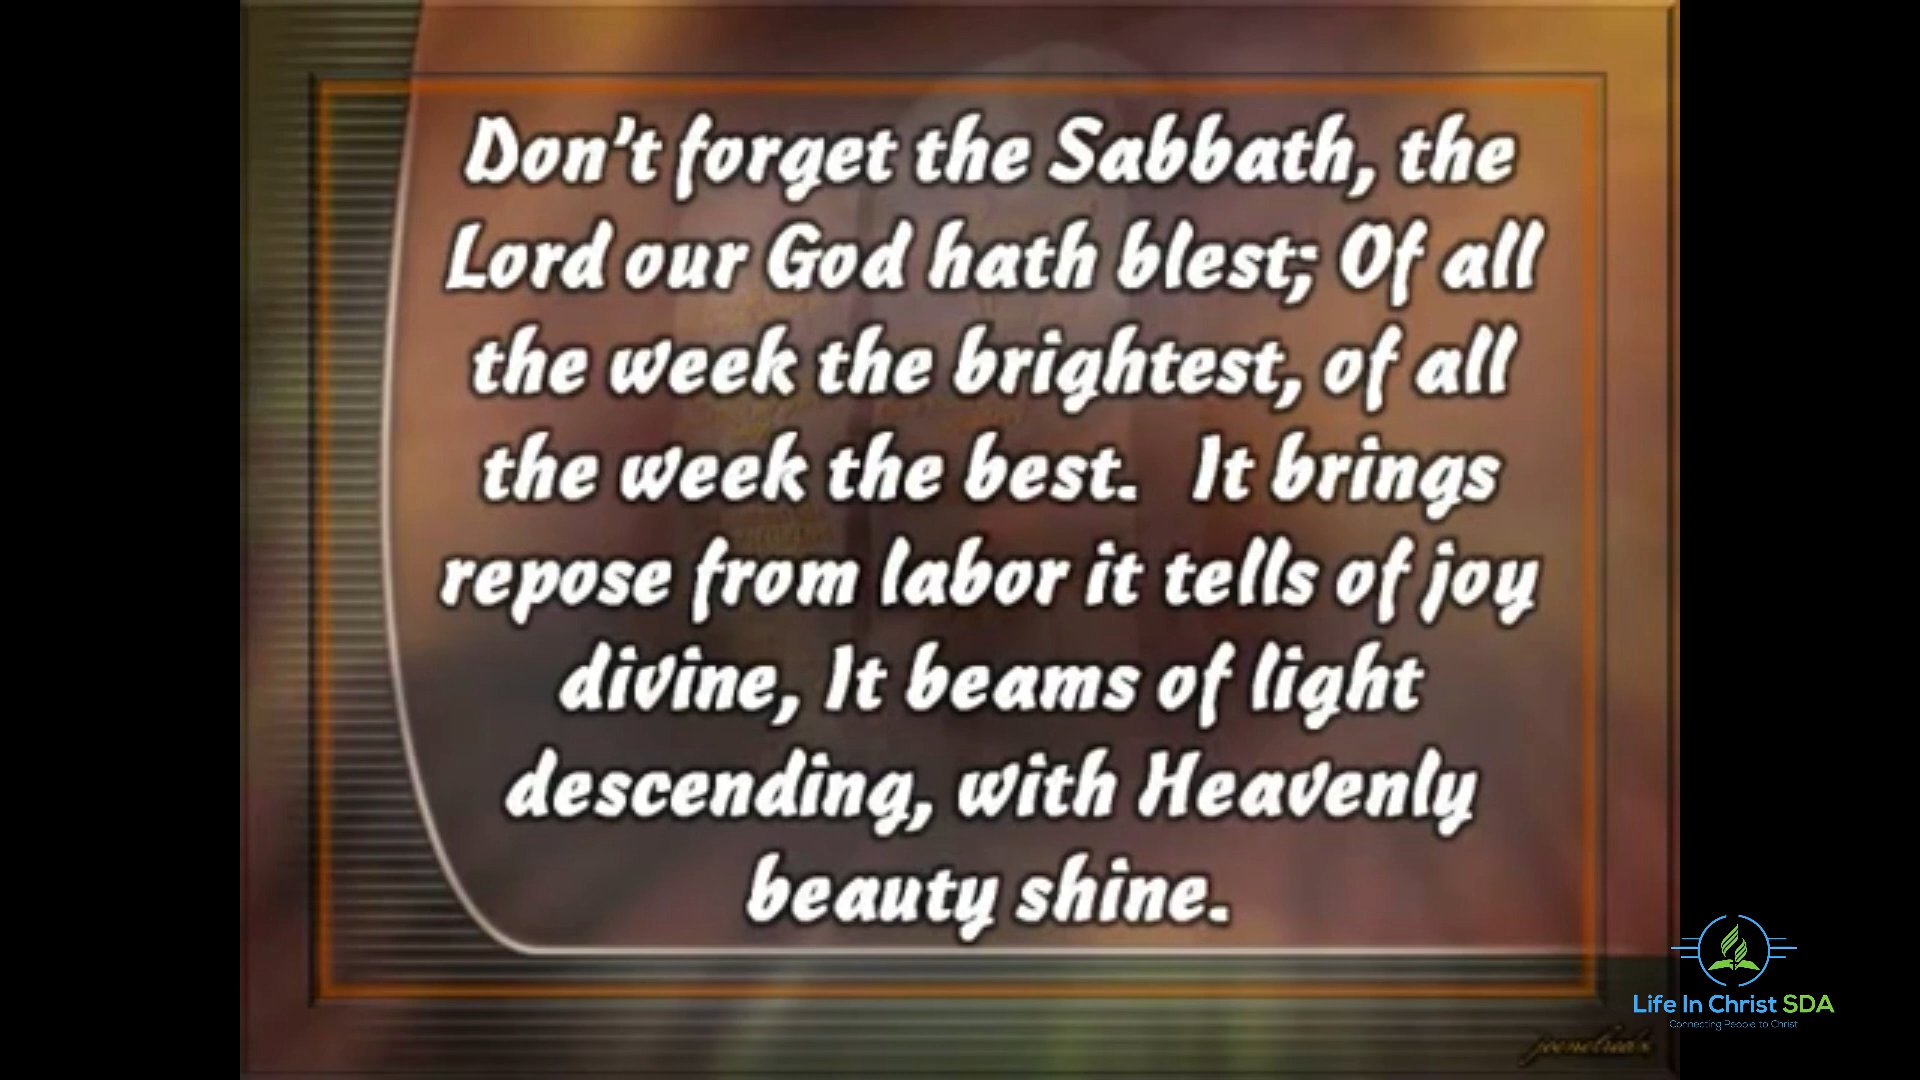 Don't forget the Sabbath, the
Lord our God hath blest; Of all
the week the brightest, of all
the week the best. It brings
repose from labor it tells of joy
divine, It beams of light
descending, with Heavenly
beauty shine.
Life In Christ SDA
Connecting People to Christ